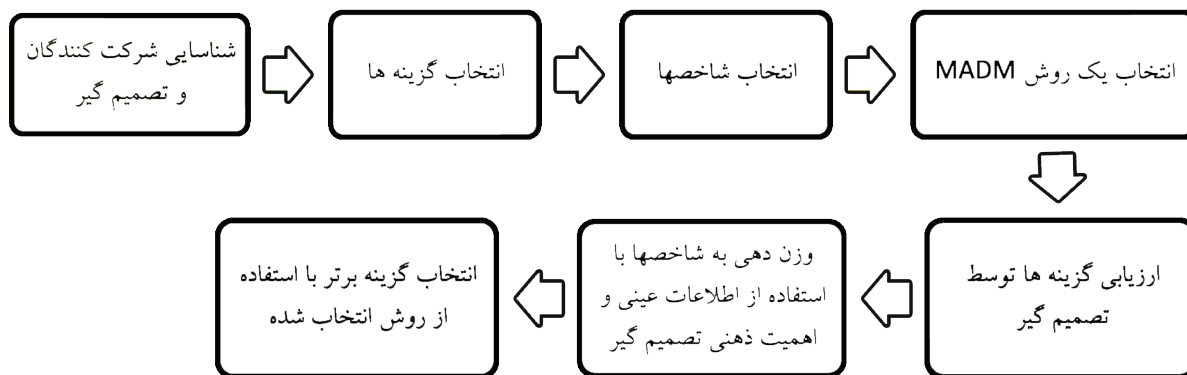 شناسایی شرکت کنندگان
و تصمیم گیر
انتخاب گزینه ها
انتخاب شاخصها
انتخاب یک روش MADM
ارزیابی گزینه ها توسط
تصمیم گیر
وزن دهی به شاخصها با
استفاده از اطلاعات عینی و
اهمیت ذهنی تصمیم گیر
انتخاب گزینه برتر با استفاده
از روش انتخاب شده